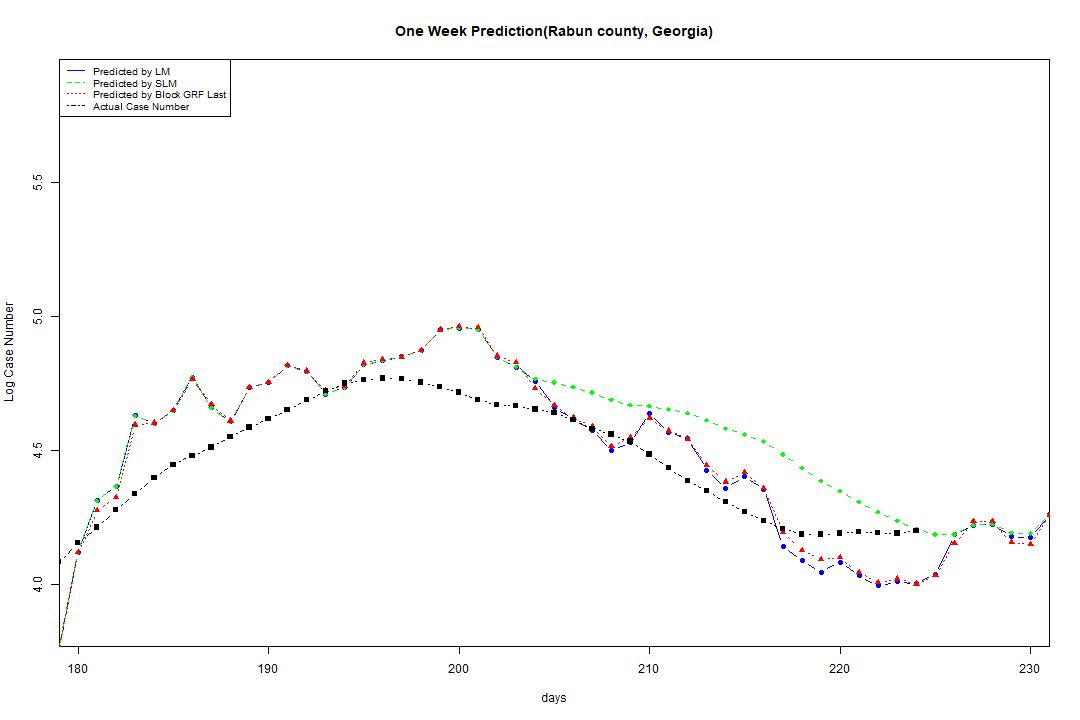 One Week Prediction(Rabun county, Georgia)
Predicted by LM
Predicted by SLM
Predicted by Block GRF Last
Actual Case Number
5.5
5.0
4.5
4.0
Log Case Number
180 190 200 210 220 230
days